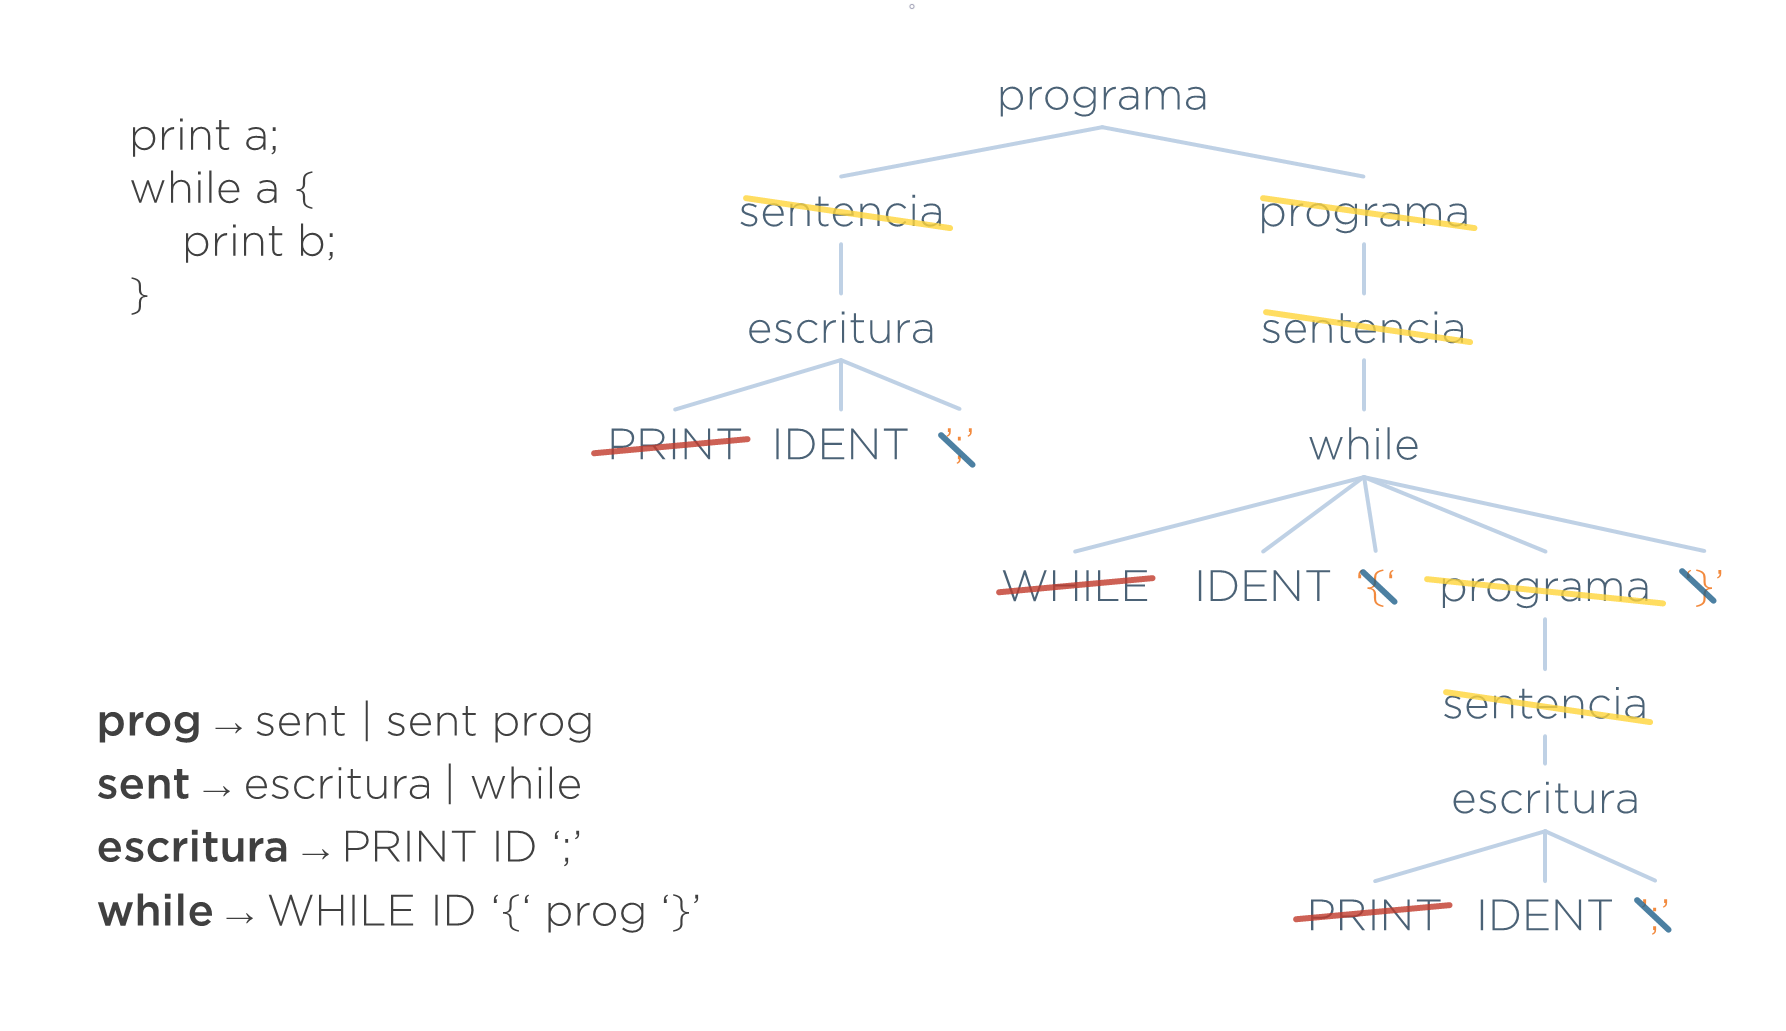 print a;
while a {
print b;
}
programa
sentencia programa
escritura sentencia
PRINT IDENT ’;’ while
WHILE IDENT ‘{‘ programa ‘}’
sentencia
escritura
PRINT IDENT ‘;’
prog → sent | sent prog
sent → escritura | while
escritura → PRINT ID ‘;’
while → WHILE ID ‘{‘ prog ‘}’